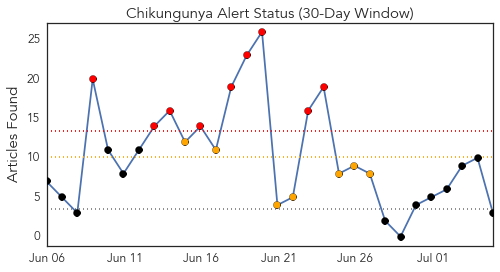 Chikungunya Alert Status (30-Day Window)
Articles Found
25
20
15
10
5
0
Jun 06 Jun 11 Jun 16 Jun 21 Jun 26 Jul 01